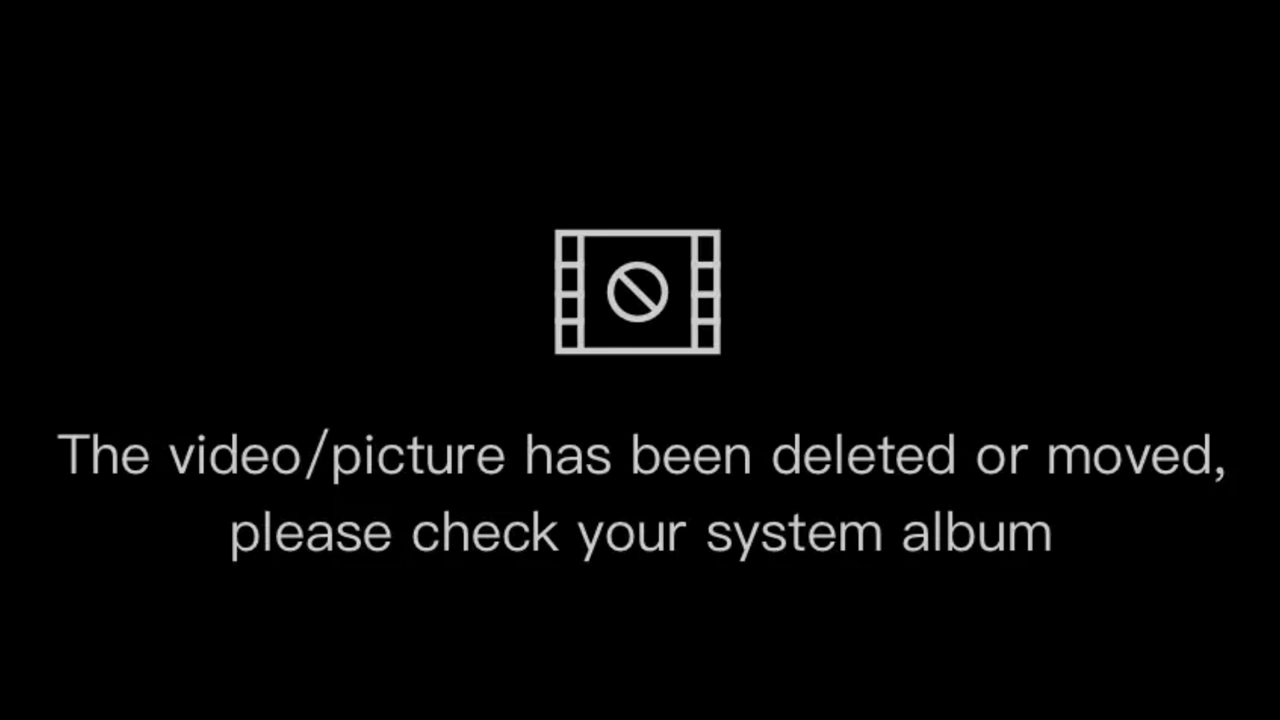 The video/picture has been deleted or moved,
please check your system album